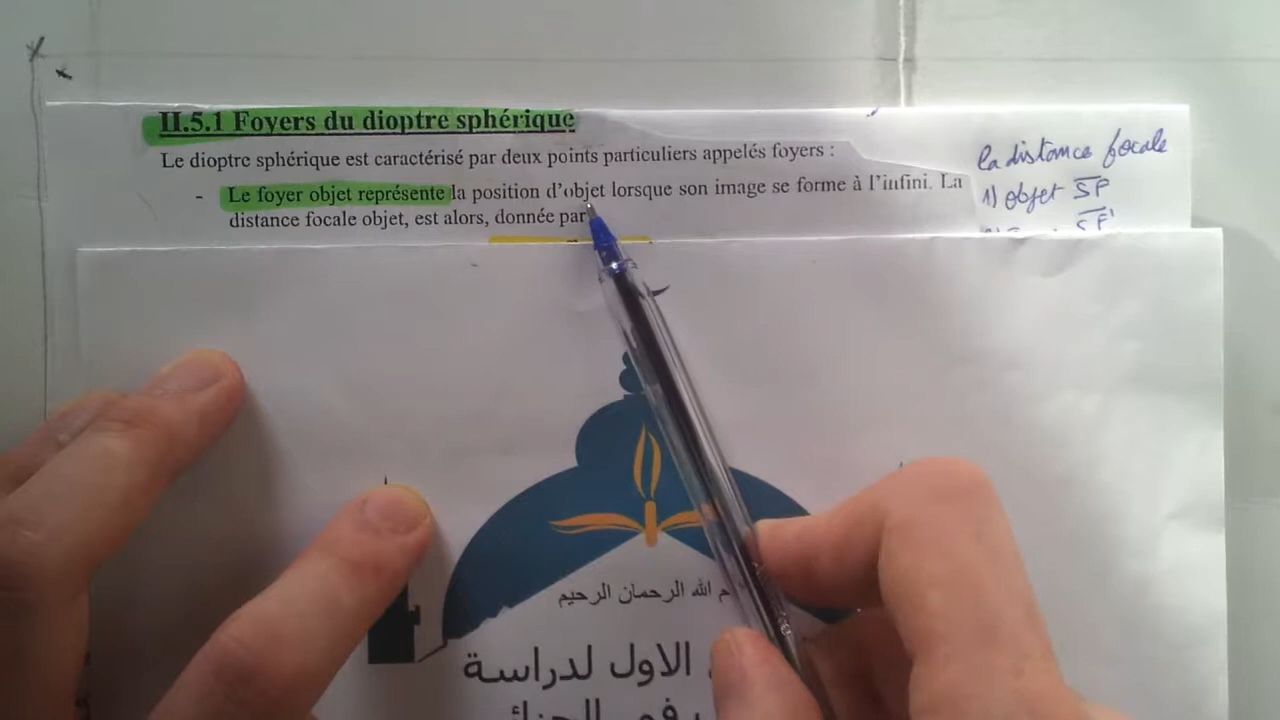 II.5.1 Foyers du dioptre sphérique
Le dioptre sphérique est caractérisé par deux points particuliers appelés foyers :
- Le foyer objet représente la position d'objet lorsque son image se forme à l'infini. La
distance focale objet, est alors, donnée par
la distance focale
1) objet SF
الله الرحمان الرحيم
الاول لدراسة